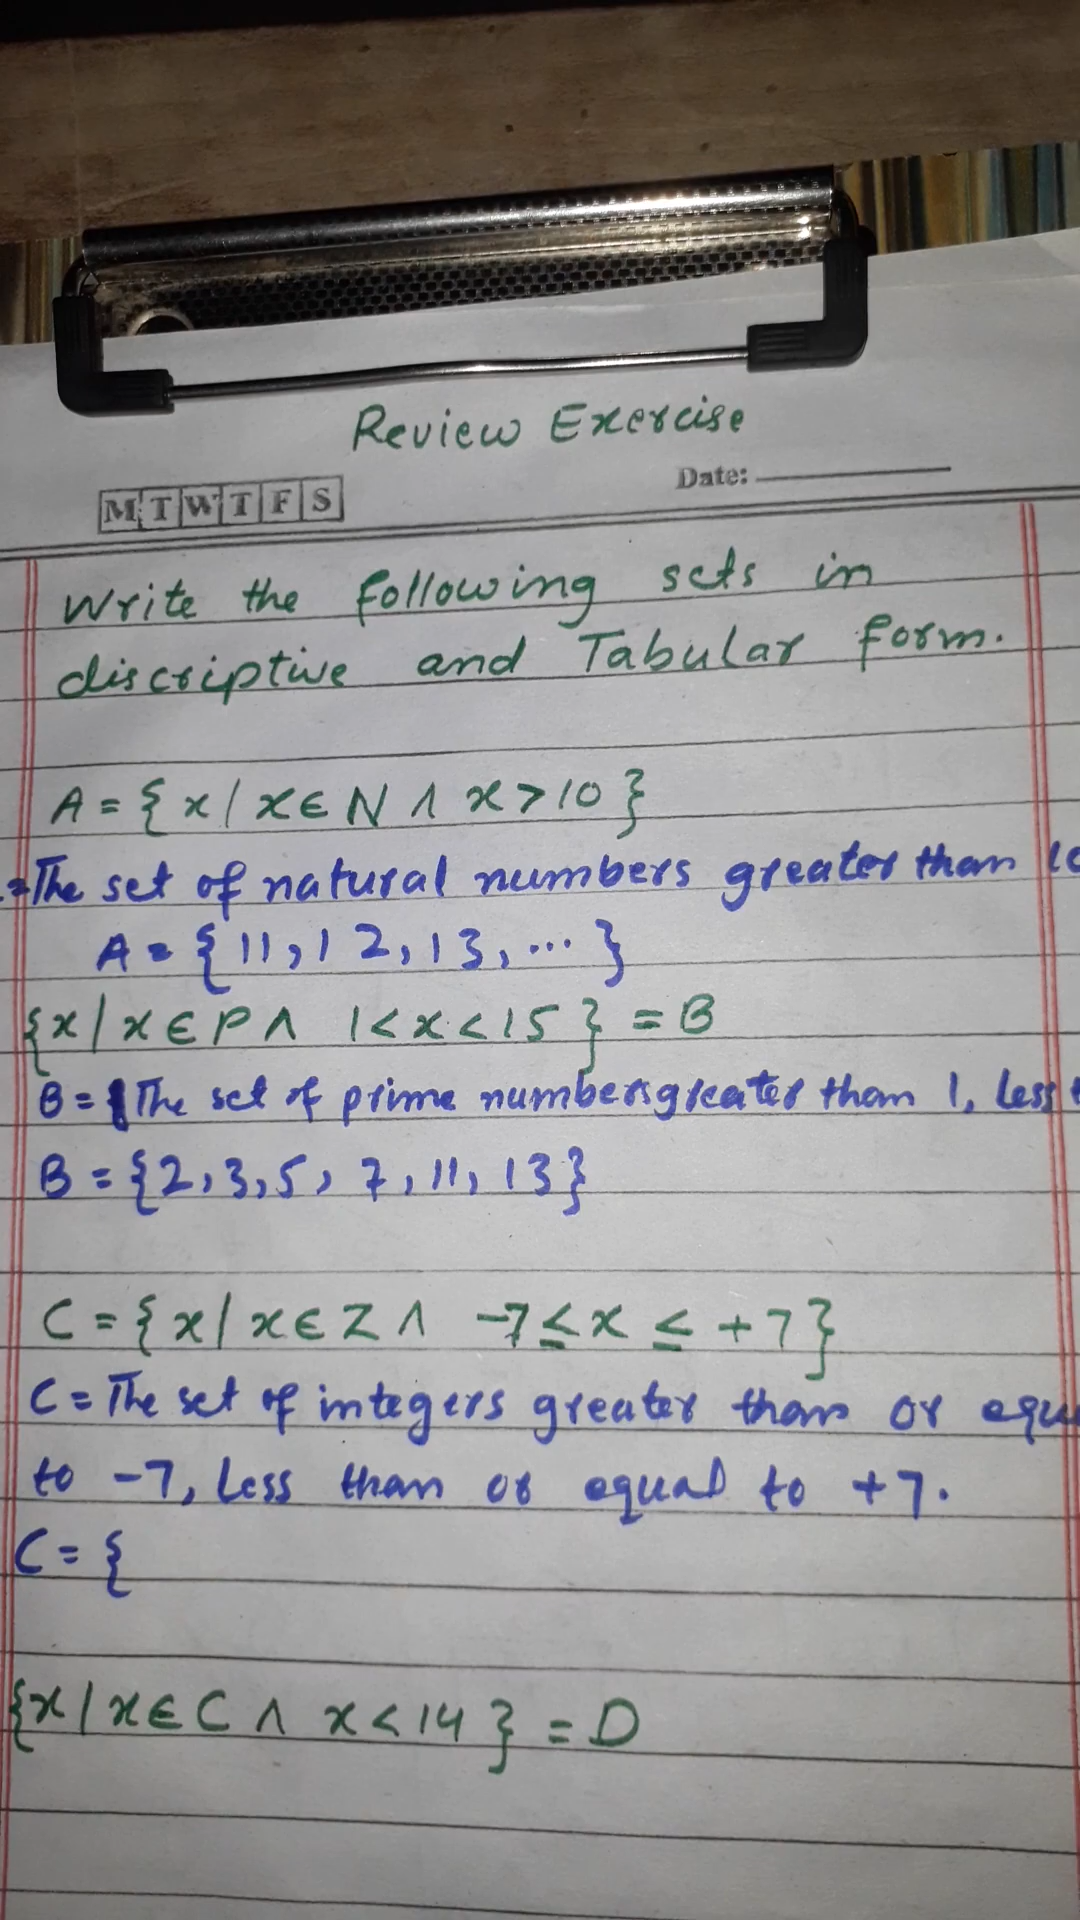 Review Exercise
Date:
M T W T F S
Write the following sets in
discriptive and Tabular form.
A = { x / x ∈ N ∧ x > 10 }
= The set of natural numbers greater than
A = { 11, 12, 13, ... }
{ x / x ∈ P ∧ 1 < x < 15 } = B
B = The set of prime numbers greater than 1, less
B = { 2, 3, 5, 7, 11, 13 }
C = { x / x ∈ Z ∧ -7 ≤ x ≤ +7 }
C = The set of integers greater than or
to -7, Less than or equal to +7.
C = {
{ x / x ∈ C ∧ x < 14 } = D